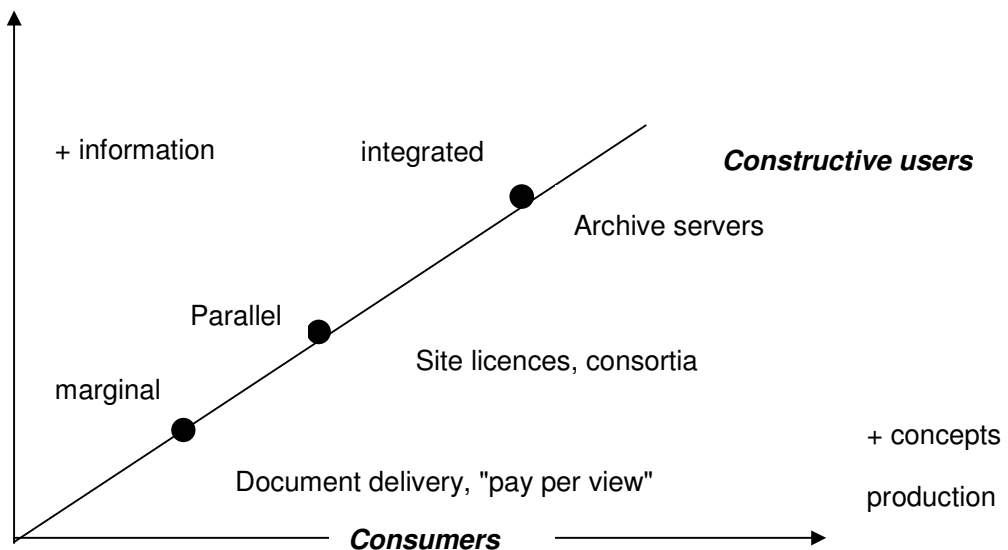 + information
integrated
Constructive users
Archive servers
Parallel
Site licences, consortia
marginal
+ concepts
Document delivery, "pay per view"
production
Consumers